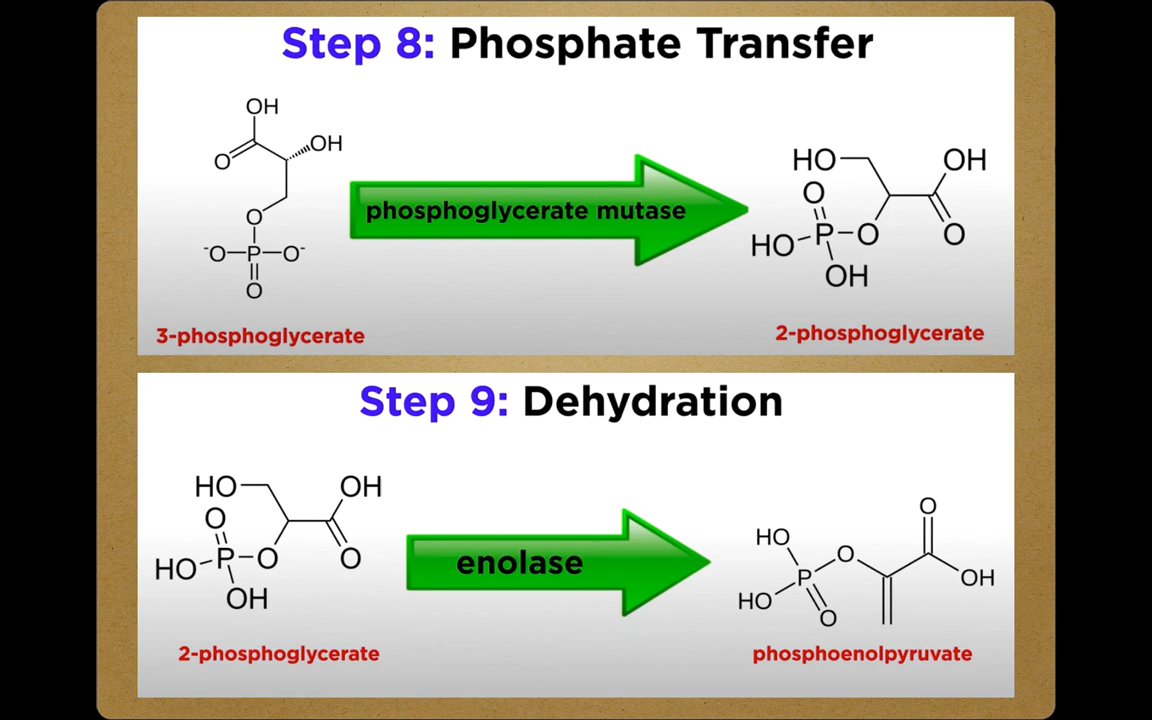 Step 8: Phosphate Transfer
OH
O
OH
O
⁻O–P–O⁻
O
3-phosphoglycerate
phosphoglycerate mutase
HO
OH
O
HO–P–O
O
OH
2-phosphoglycerate
Step 9: Dehydration
HO
OH
O
HO–P–O
O
OH
2-phosphoglycerate
enolase
O
HO
O
P
OH
HO
O
phosphoenolpyruvate